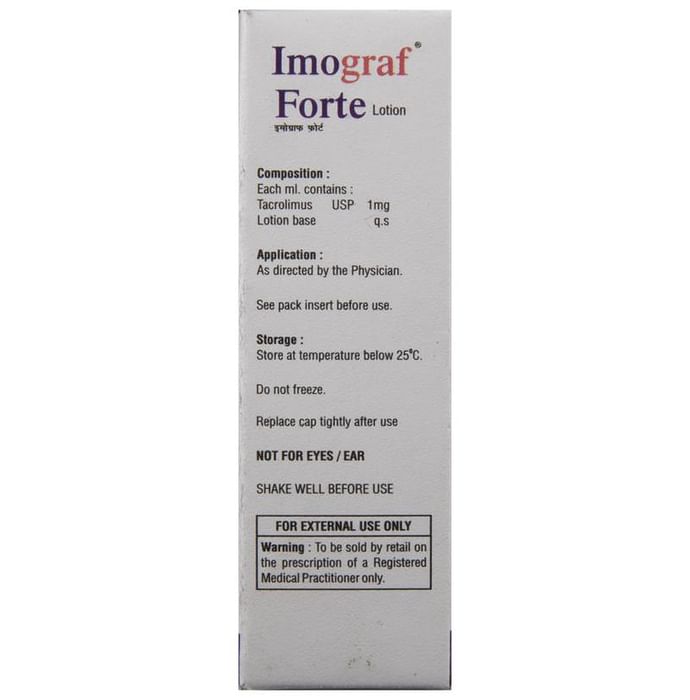 Imograf®
Forte Lotion
इमोग्राफ फ़ोर्ट
Composition :
Each ml. contains :
Tacrolimus USP 1mg
Lotion base q.s
Application :
As directed by the Physician.
See pack insert before use.
Storage :
Store at temperature below 25°C.
Do not freeze.
Replace cap tightly after use
NOT FOR EYES / EAR
SHAKE WELL BEFORE USE
FOR EXTERNAL USE ONLY
Warning : To be sold by retail on
the prescription of a Registered
Medical Practitioner only.